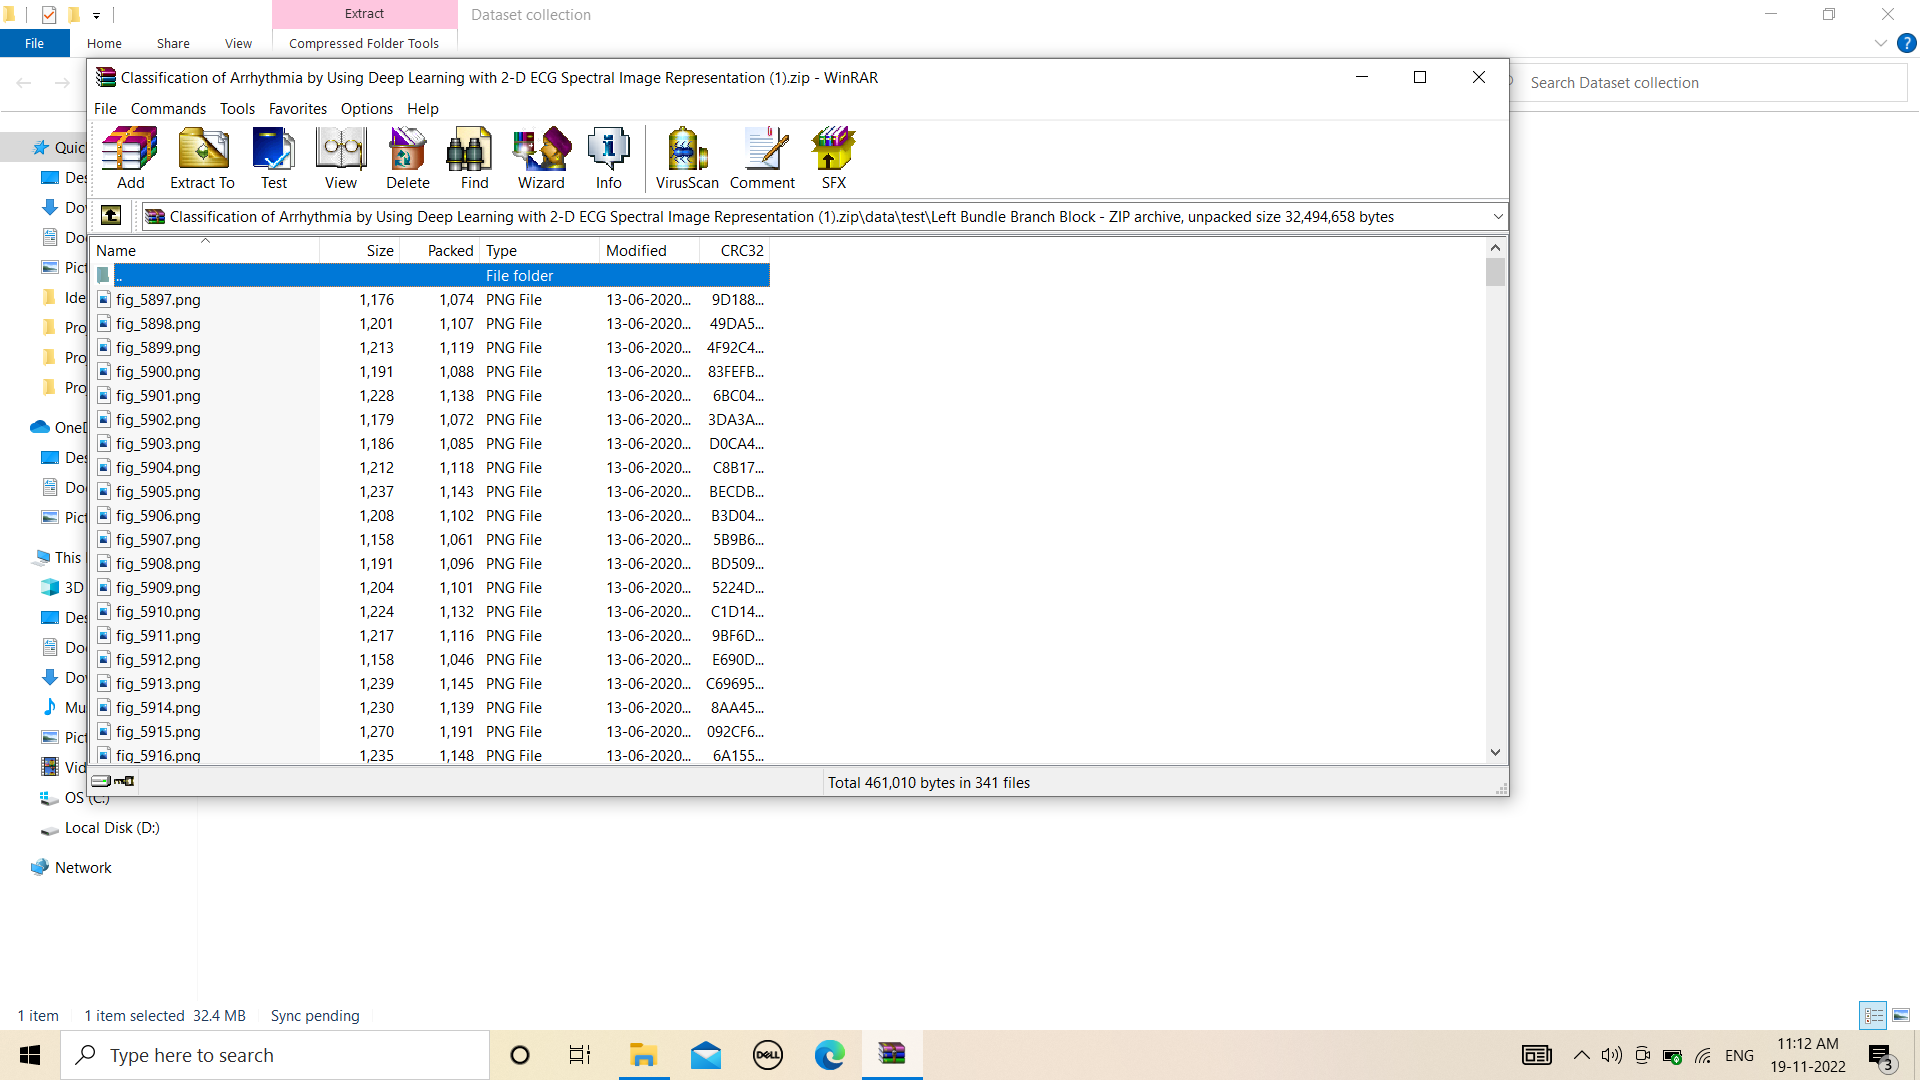 Extract
Dataset collection
File
Home
Share
View
Compressed Folder Tools
Search Dataset collection
Classification of Arrhythmia by Using Deep Learning with 2-D ECG Spectral Image Representation (1).zip - WinRAR
File Commands Tools Favorites Options Help
Add Extract To Test View Delete Find Wizard Info VirusScan Comment SFX
Classification of Arrhythmia by Using Deep Learning with 2-D ECG Spectral Image Representation (1).zip\data\test\Left Bundle Branch Block - ZIP archive, unpacked size 32,494,658 bytes
Name Size Packed Type Modified CRC32
.. File folder
fig_5897.png 1,176 1,074 PNG File 13-06-2020... 9D188...
fig_5898.png 1,201 1,107 PNG File 13-06-2020... 49DA5...
fig_5899.png 1,213 1,119 PNG File 13-06-2020... 4F92C4...
fig_5900.png 1,191 1,088 PNG File 13-06-2020... 83FEFB...
fig_5901.png 1,228 1,138 PNG File 13-06-2020... 6BC04...
fig_5902.png 1,179 1,072 PNG File 13-06-2020... 3DA3A...
fig_5903.png 1,186 1,085 PNG File 13-06-2020... D0CA4...
fig_5904.png 1,212 1,118 PNG File 13-06-2020... C8B17...
fig_5905.png 1,237 1,143 PNG File 13-06-2020... BECDB...
fig_5906.png 1,208 1,102 PNG File 13-06-2020... B3D04...
fig_5907.png 1,158 1,061 PNG File 13-06-2020... 5B9B6...
fig_5908.png 1,191 1,096 PNG File 13-06-2020... BD509...
fig_5909.png 1,204 1,101 PNG File 13-06-2020... 5224D...
fig_5910.png 1,224 1,132 PNG File 13-06-2020... C1D14...
fig_5911.png 1,217 1,116 PNG File 13-06-2020... 9BF6D...
fig_5912.png 1,158 1,046 PNG File 13-06-2020... E690D...
fig_5913.png 1,239 1,145 PNG File 13-06-2020... C69695...
fig_5914.png 1,230 1,139 PNG File 13-06-2020... 8AA45...
fig_5915.png 1,270 1,191 PNG File 13-06-2020... 092CF6...
fig_5916.png 1,235 1,148 PNG File 13-06-2020... 6A155...
Total 461,010 bytes in 341 files
Quic
Des
Do
Doc
Pict
Ide
Pro
Pro
Pro
OneD
Des
Doc
Pict
This
3D
Des
Doc
Do
Mu
Pict
Vid
OS (C:)
Local Disk (D:)
Network
1 item 1 item selected 32.4 MB Sync pending
Type here to search
DELL
ENG
11:12 AM
19-11-2022
3